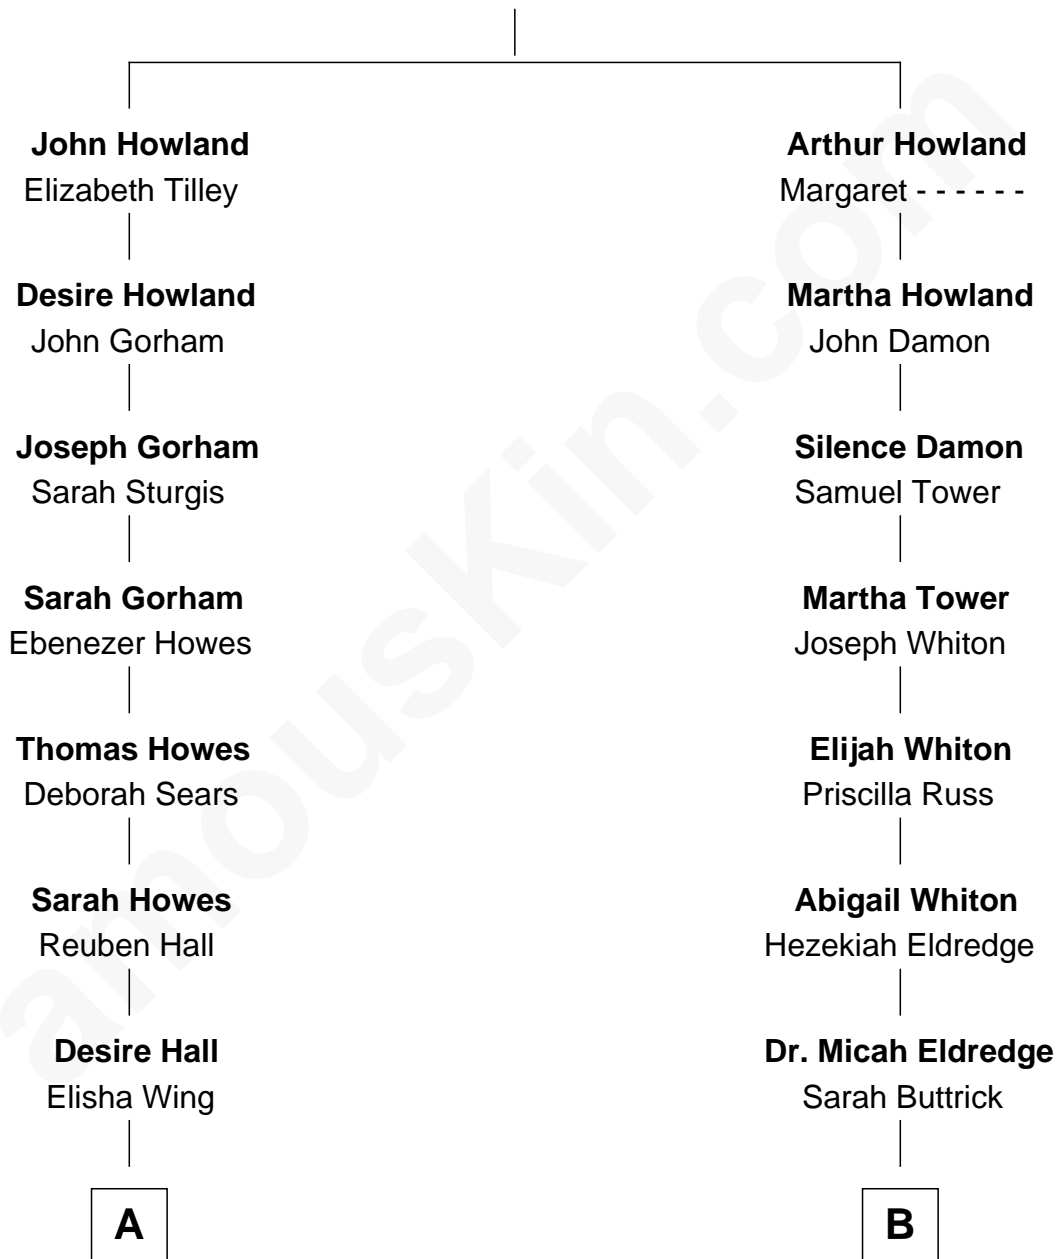 John Howland
Elizabeth Tilley
Desire Howland
John Gorham
Joseph Gorham
Sarah Sturgis
Sarah Gorham
Ebenezer Howes
Thomas Howes
Deborah Sears
Sarah Howes
Reuben Hall
Desire Hall
Elisha Wing
A
Arthur Howland
Margaret - - - - - -
Martha Howland
John Damon
Silence Damon
Samuel Tower
Martha Tower
Joseph Whiton
Elijah Whiton
Priscilla Russ
Abigail Whiton
Hezekiah Eldredge
Dr. Micah Eldredge
Sarah Buttrick
B
amouskin.com